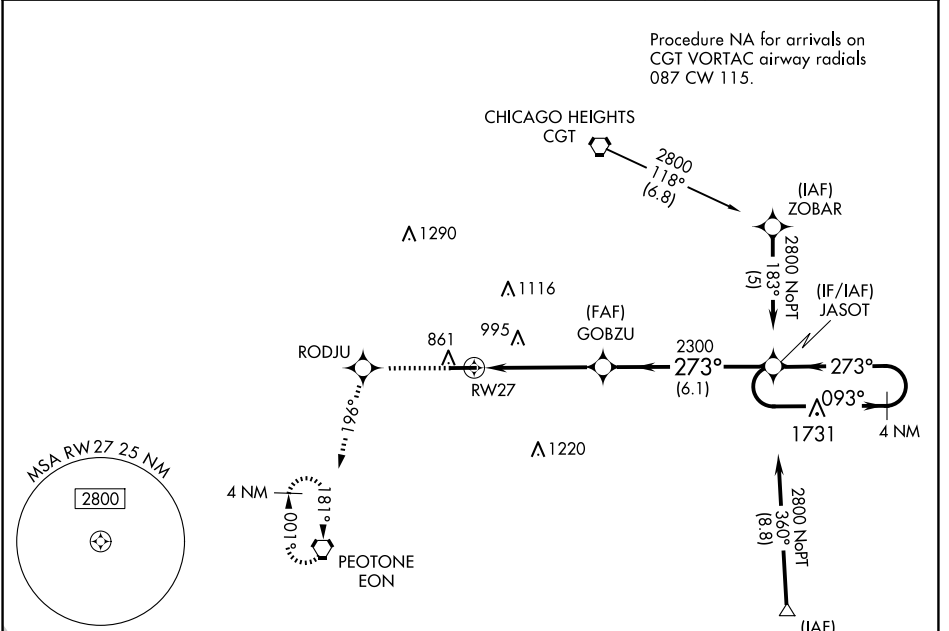 Procedure NA for arrivals on
CGT VORTAC airway radials
087 CW 115.
CHICAGO HEIGHTS
CGT
2800
118°
(6.8)
(IAF)
ZOBAR
2800 NoPT
183°
(5)
1290
1116
995
861
(FAF)
GOBZU
(IF/IAF)
JASOT
RODJU
RW27
2300
273°
(6.1)
273°
093°
1731
4 NM
196°
1220
MSA RW27 25 NM
2800
4 NM
001°
181°
PEOTONE
EON
2800 NoPT
360°
(8.8)
(IAF)